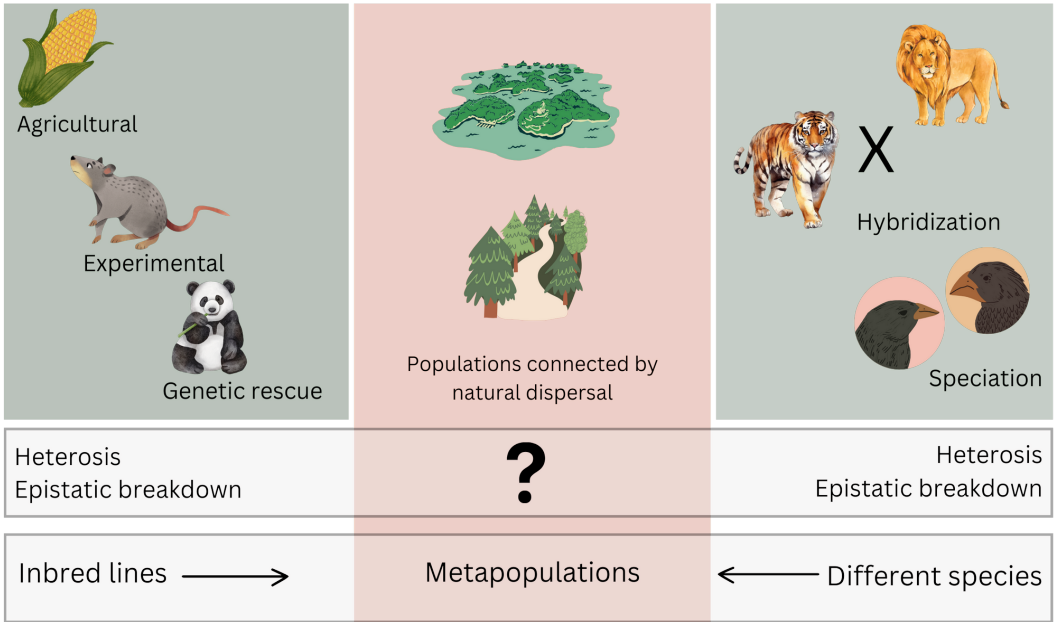 Agricultural
Experimental
Genetic rescue
Populations connected by
natural dispersal
X
Hybridization
Speciation
Heterosis
Epistatic breakdown
?
Heterosis
Epistatic breakdown
Inbred lines
Metapopulations
Different species